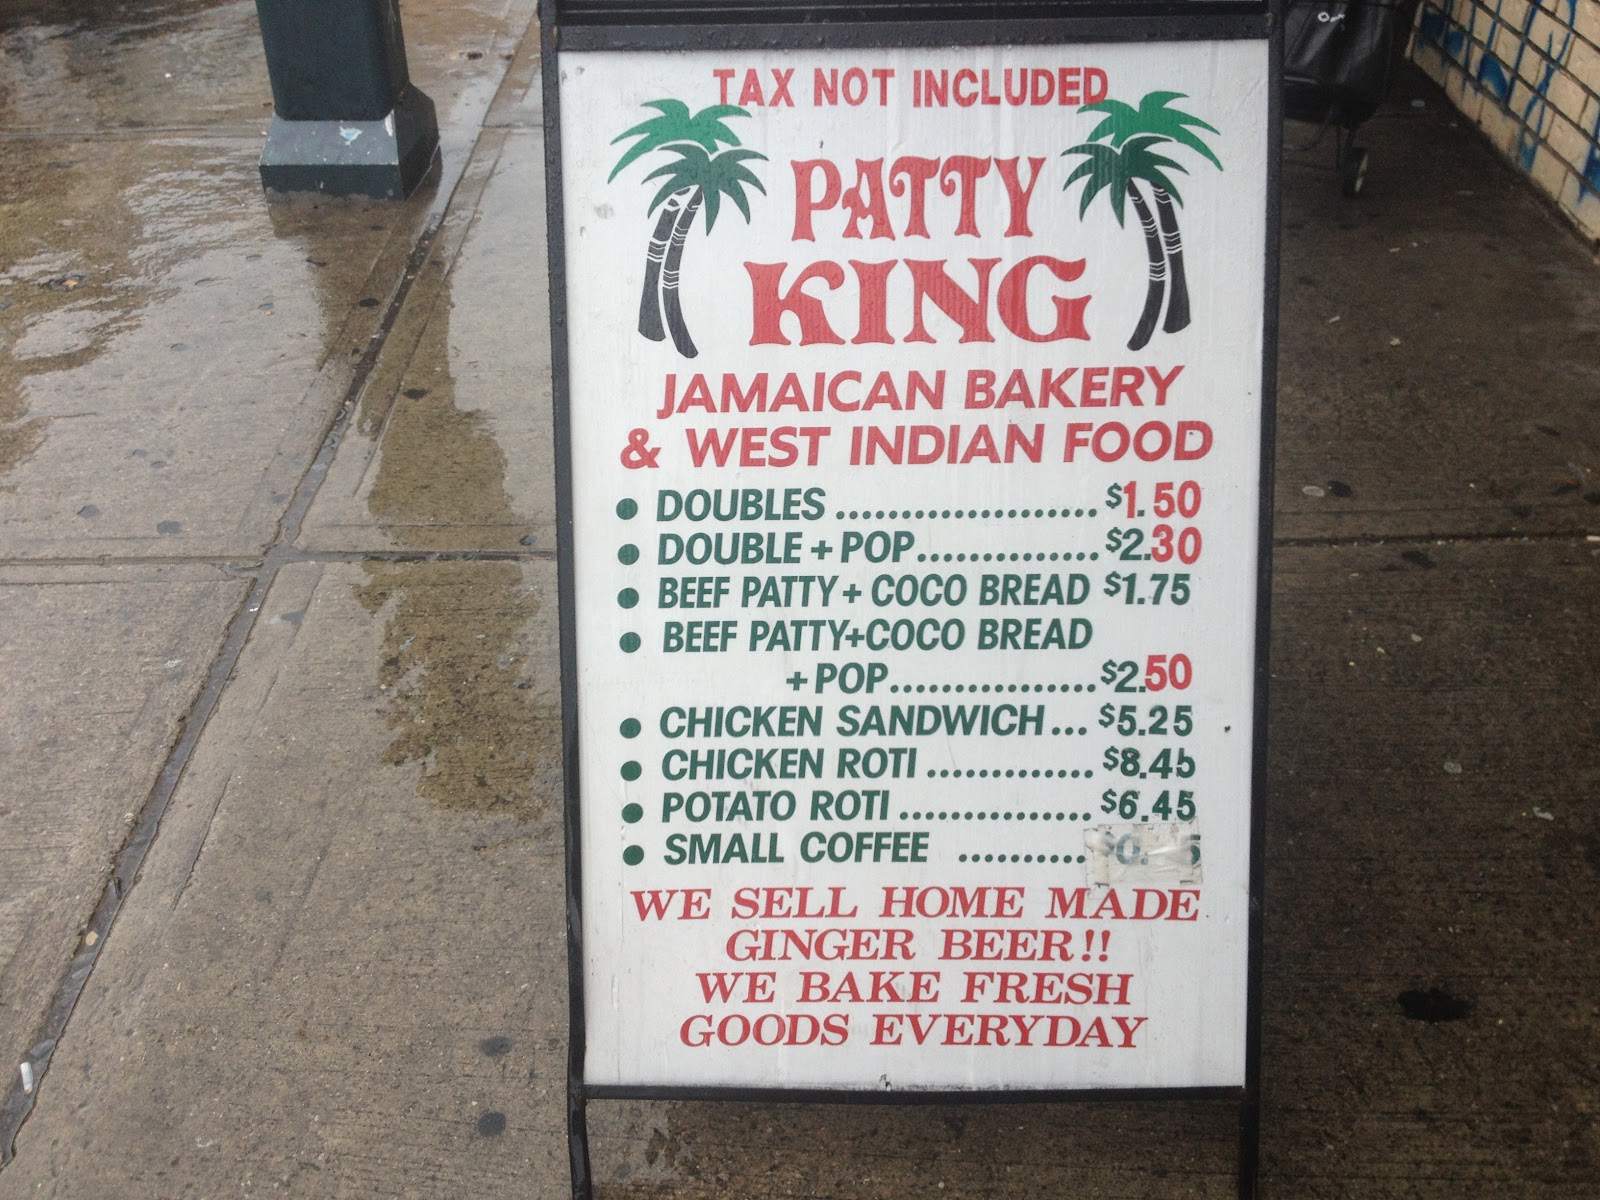 TAX NOT INCLUDED
PATTY
KING
JAMAICAN BAKERY
& WEST INDIAN FOOD
• DOUBLES .................... $1.50
• DOUBLE + POP.............. $2.30
• BEEF PATTY + COCO BREAD $1.75
• BEEF PATTY+COCO BREAD
+ POP................ $2.50
• CHICKEN SANDWICH ... $5.25
• CHICKEN ROTI ............. $8.45
• POTATO ROTI ............... $6.45
• SMALL COFFEE ..........
WE SELL HOME MADE
GINGER BEER!!
WE BAKE FRESH
GOODS EVERYDAY